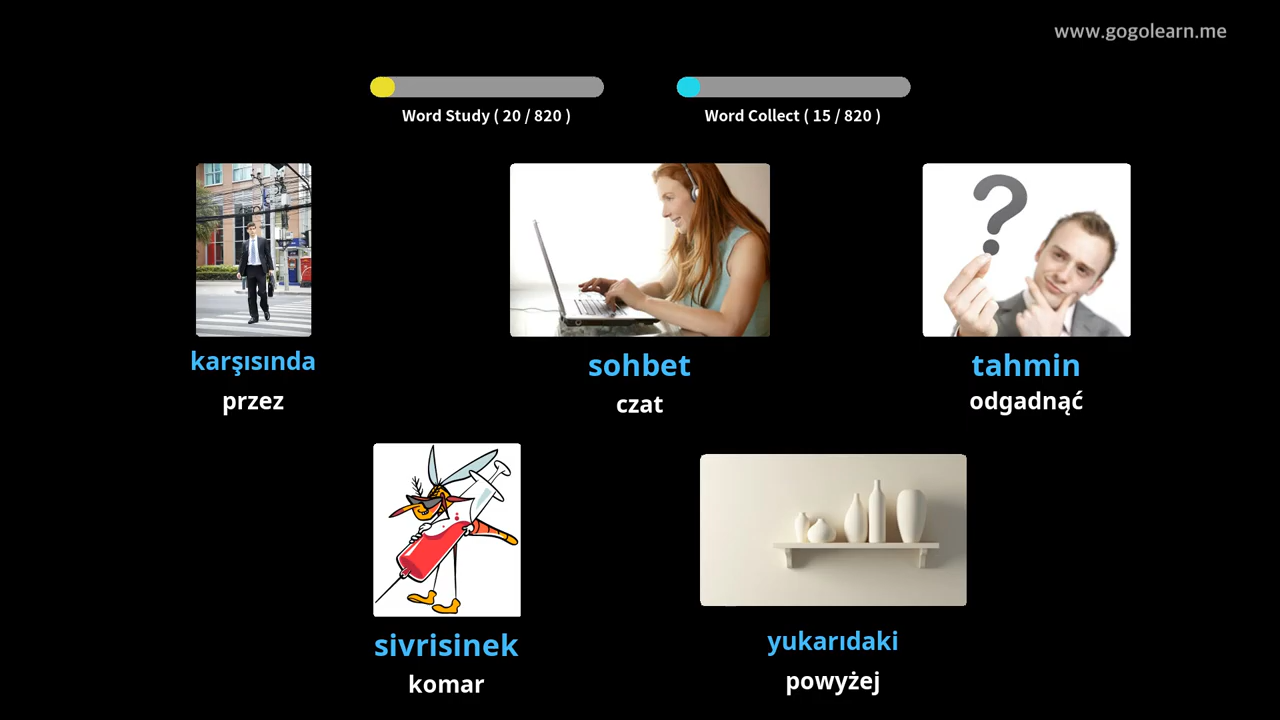 www.gogolearn.me
Word Study ( 20 / 820 )
Word Collect ( 15 / 820 )
karşısında
przez
sohbet
czat
tahmin
odgadnąć
sivrisinek
komar
yukarıdaki
powyżej